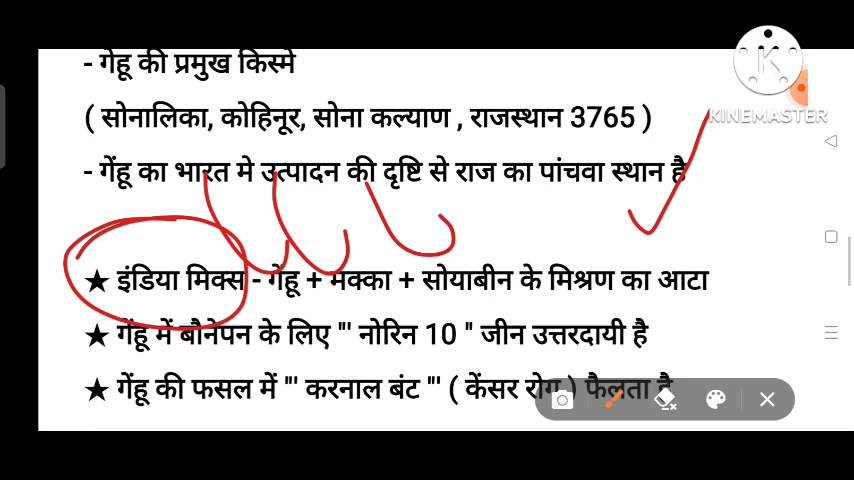 - गेहू की प्रमुख किस्मे
( सोनालिका, कोहिनूर, सोना कल्याण , राजस्थान 3765 )
- गेंहू का भारत मे उत्पादन की दृष्टि से राज का पांचवा स्थान है
★ इंडिया मिक्स - गेंहू + मक्का + सोयाबीन के मिश्रण का आटा
★ गेंहू में बौनेपन के लिए "' नोरिन 10 " जीन उत्तरदायी है
★ गेंहू की फसल में "' करनाल बंट "' ( केंसर रोग ) फैलता है
KINEMASTER